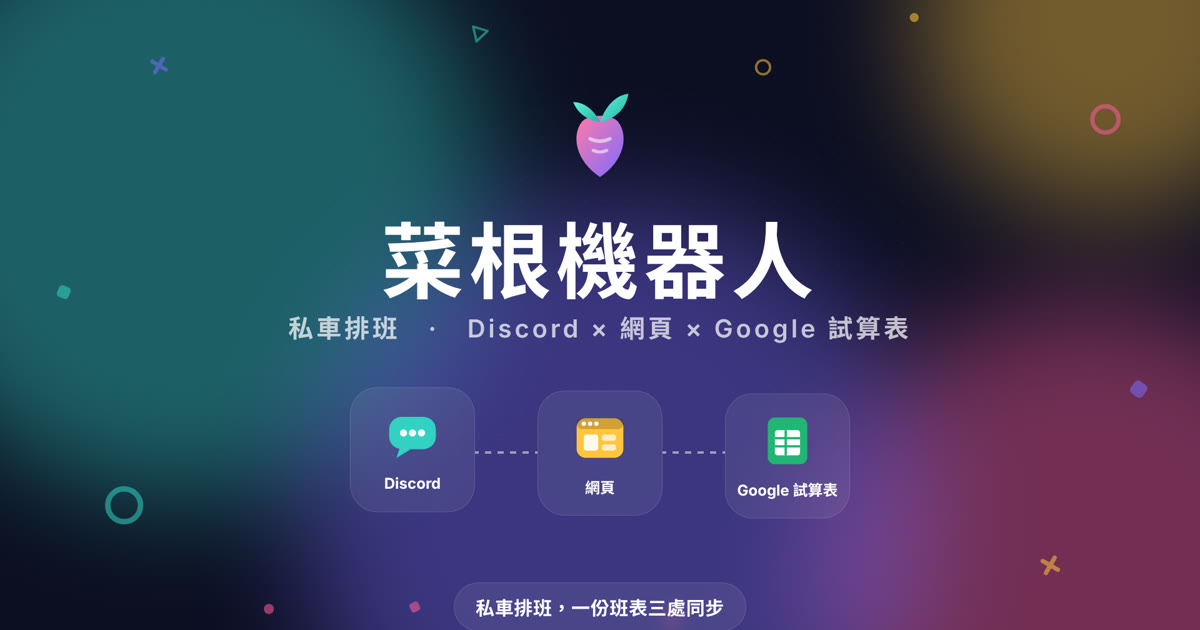 菜根機器人
私車排班 · Discord × 網頁 × Google 試算表
Discord
網頁
Google 試算表
私車排班，一份班表三處同步